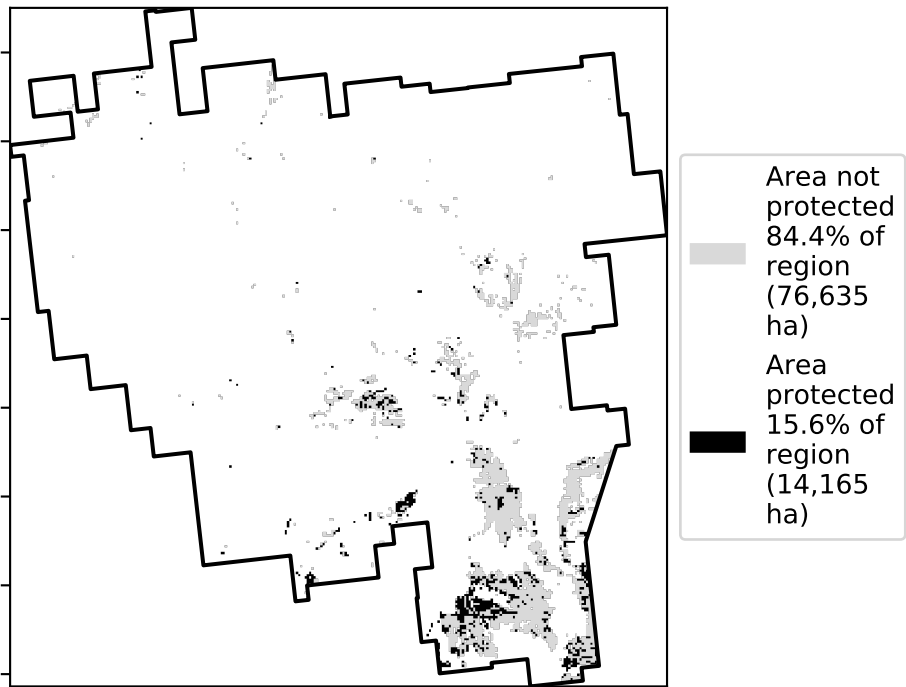 Area not
protected
84.4% of
region
(76,635
ha)
Area
protected
15.6% of
region
(14,165
ha)